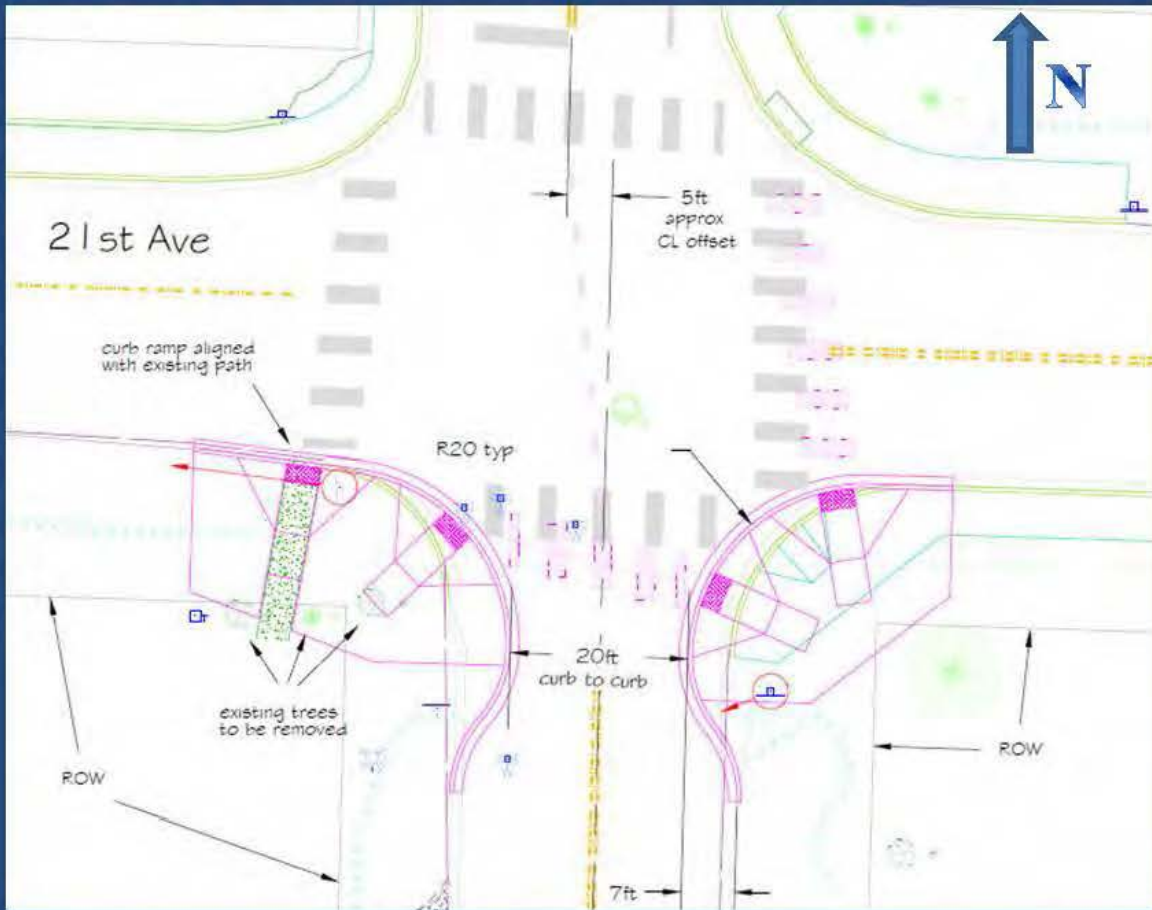 N
5ft
approx
CL offset
21st Ave
curb ramp aligned
with existing path
R20 typ
20ft
curb to curb
existing trees
to be removed
ROW
ROW
7ft